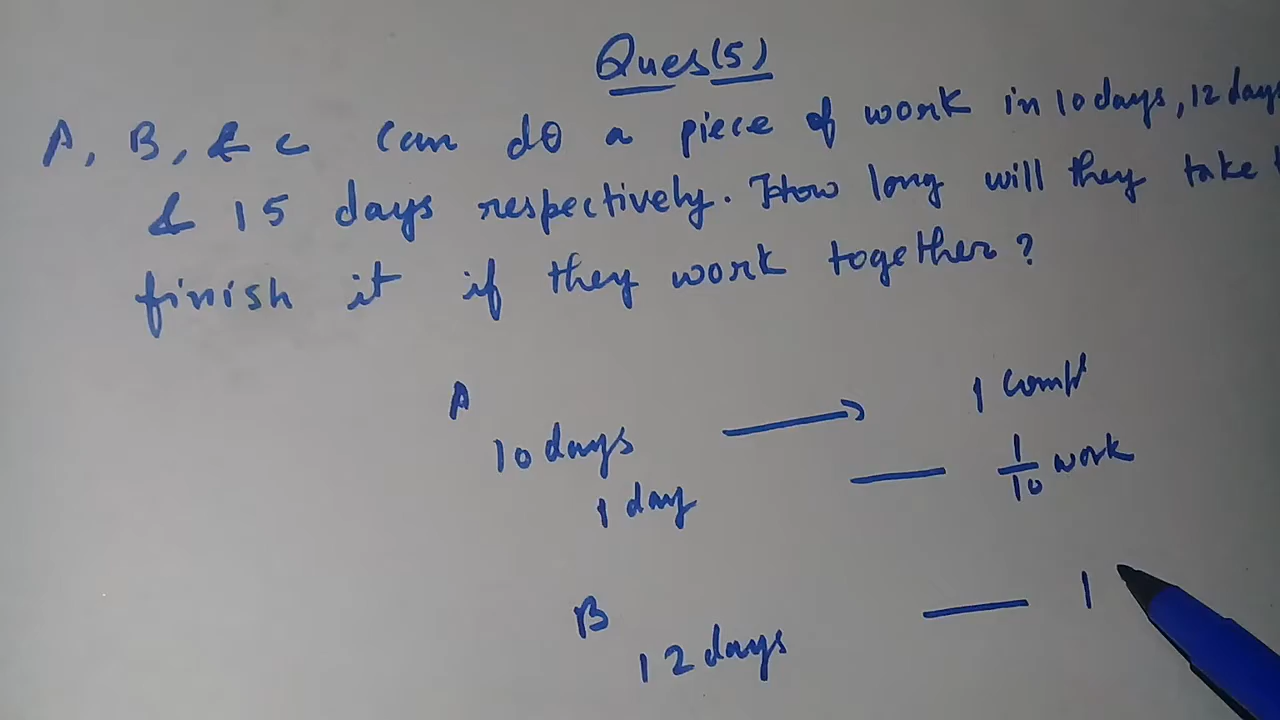 Ques(5)
A, B, & C can do a piece of work in 10 days, 12 days
& 15 days respectively. How long will they take
finish it if they work together?
A
10 days 1 compl
1 day 1/10 work
B
12 days 1